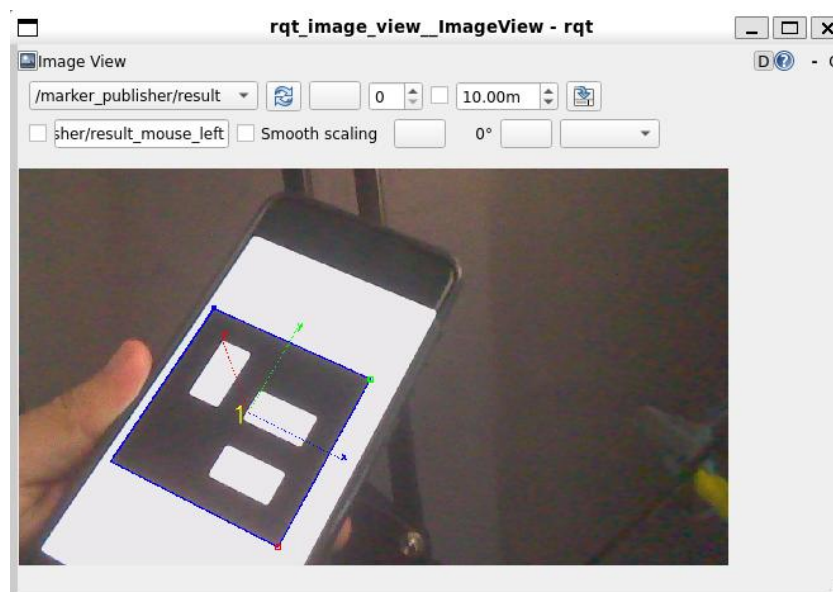 rqt_image_view__ImageView - rqt
Image View
D
/marker_publisher/result
0
10.00m
sher/result_mouse_left
Smooth scaling
0°
y
1
x